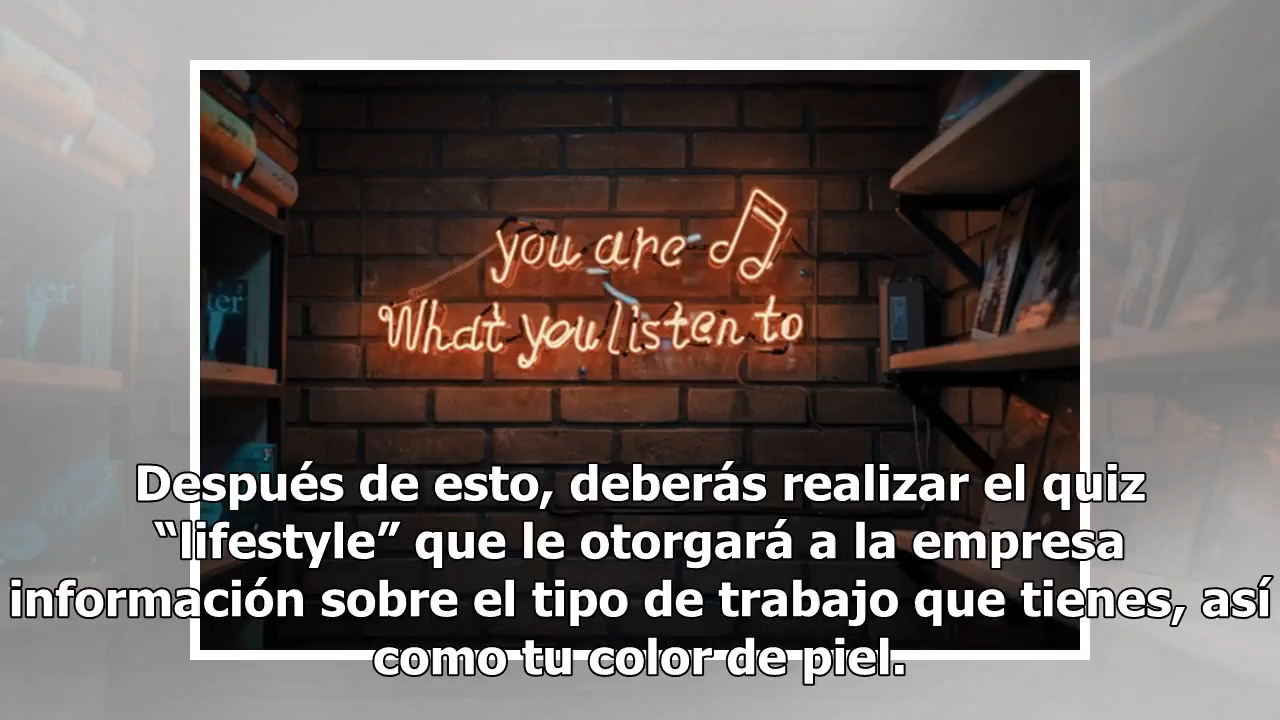 you are
What you listen to
ter
Después de esto, deberás realizar el quiz
“lifestyle” que le otorgará a la empresa
información sobre el tipo de trabajo que tienes, así
como tu color de piel.